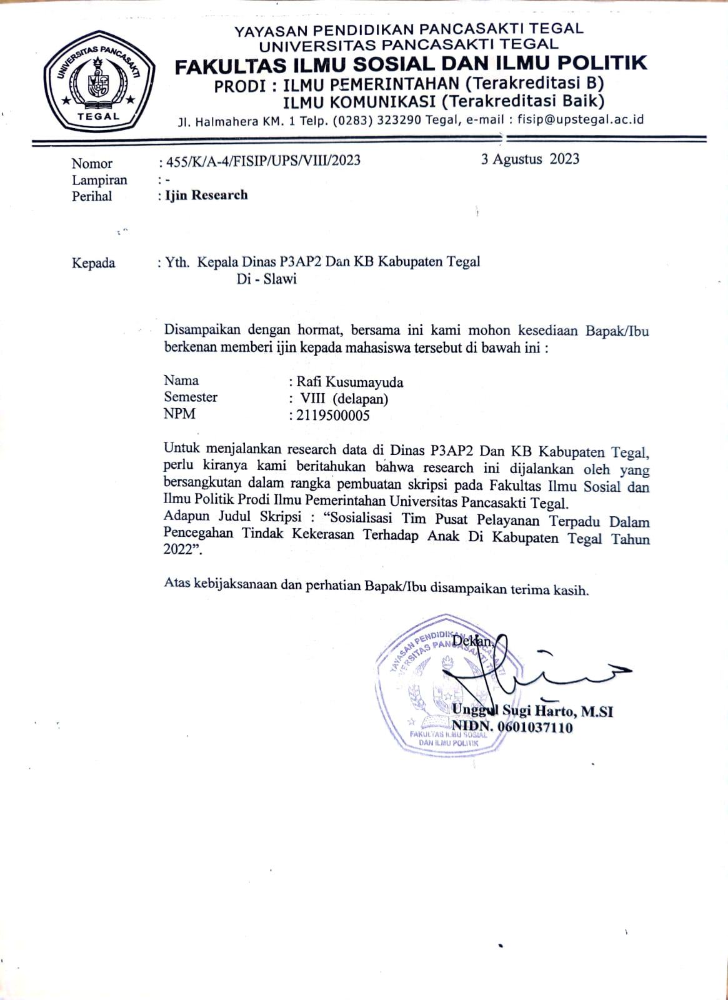 YAYASAN PENDIDIKAN PANCASAKTI TEGAL
UNIVERSITAS PANCASAKTI TEGAL
FAKULTAS ILMU SOSIAL DAN ILMU POLITIK
PRODI : ILMU PEMERINTAHAN (Terakreditasi B)
ILMU KOMUNIKASI (Terakreditasi Baik)
Jl. Halmahera KM. 1 Telp. (0283) 323290 Tegal, e-mail : fisip@upstegal.ac.id
UNIVERSITAS PANCASAKTI
TEGAL
Nomor : 455/K/A-4/FISIP/UPS/VIII/2023 3 Agustus 2023
Lampiran : -
Perihal : Ijin Research
Kepada : Yth. Kepala Dinas P3AP2 Dan KB Kabupaten Tegal
Di - Slawi
Disampaikan dengan hormat, bersama ini kami mohon kesediaan Bapak/Ibu
berkenan memberi ijin kepada mahasiswa tersebut di bawah ini :
Nama : Rafi Kusumayuda
Semester : VIII (delapan)
NPM : 2119500005
Untuk menjalankan research data di Dinas P3AP2 Dan KB Kabupaten Tegal,
perlu kiranya kami beritahukan bahwa research ini dijalankan oleh yang
bersangkutan dalam rangka pembuatan skripsi pada Fakultas Ilmu Sosial dan
Ilmu Politik Prodi Ilmu Pemerintahan Universitas Pancasakti Tegal.
Adapun Judul Skripsi : “Sosialisasi Tim Pusat Pelayanan Terpadu Dalam
Pencegahan Tindak Kekerasan Terhadap Anak Di Kabupaten Tegal Tahun
2022”.
Atas kebijaksanaan dan perhatian Bapak/Ibu disampaikan terima kasih.
Dekan,
YAYASAN PENDIDIKAN PANCASAKTI
UNIVERSITAS PANCASAKTI TEGAL
Unggul Sugi Harto, M.SI
NIDN. 0601037110
FAKULTAS ILMU SOSIAL
DAN ILMU POLITIK